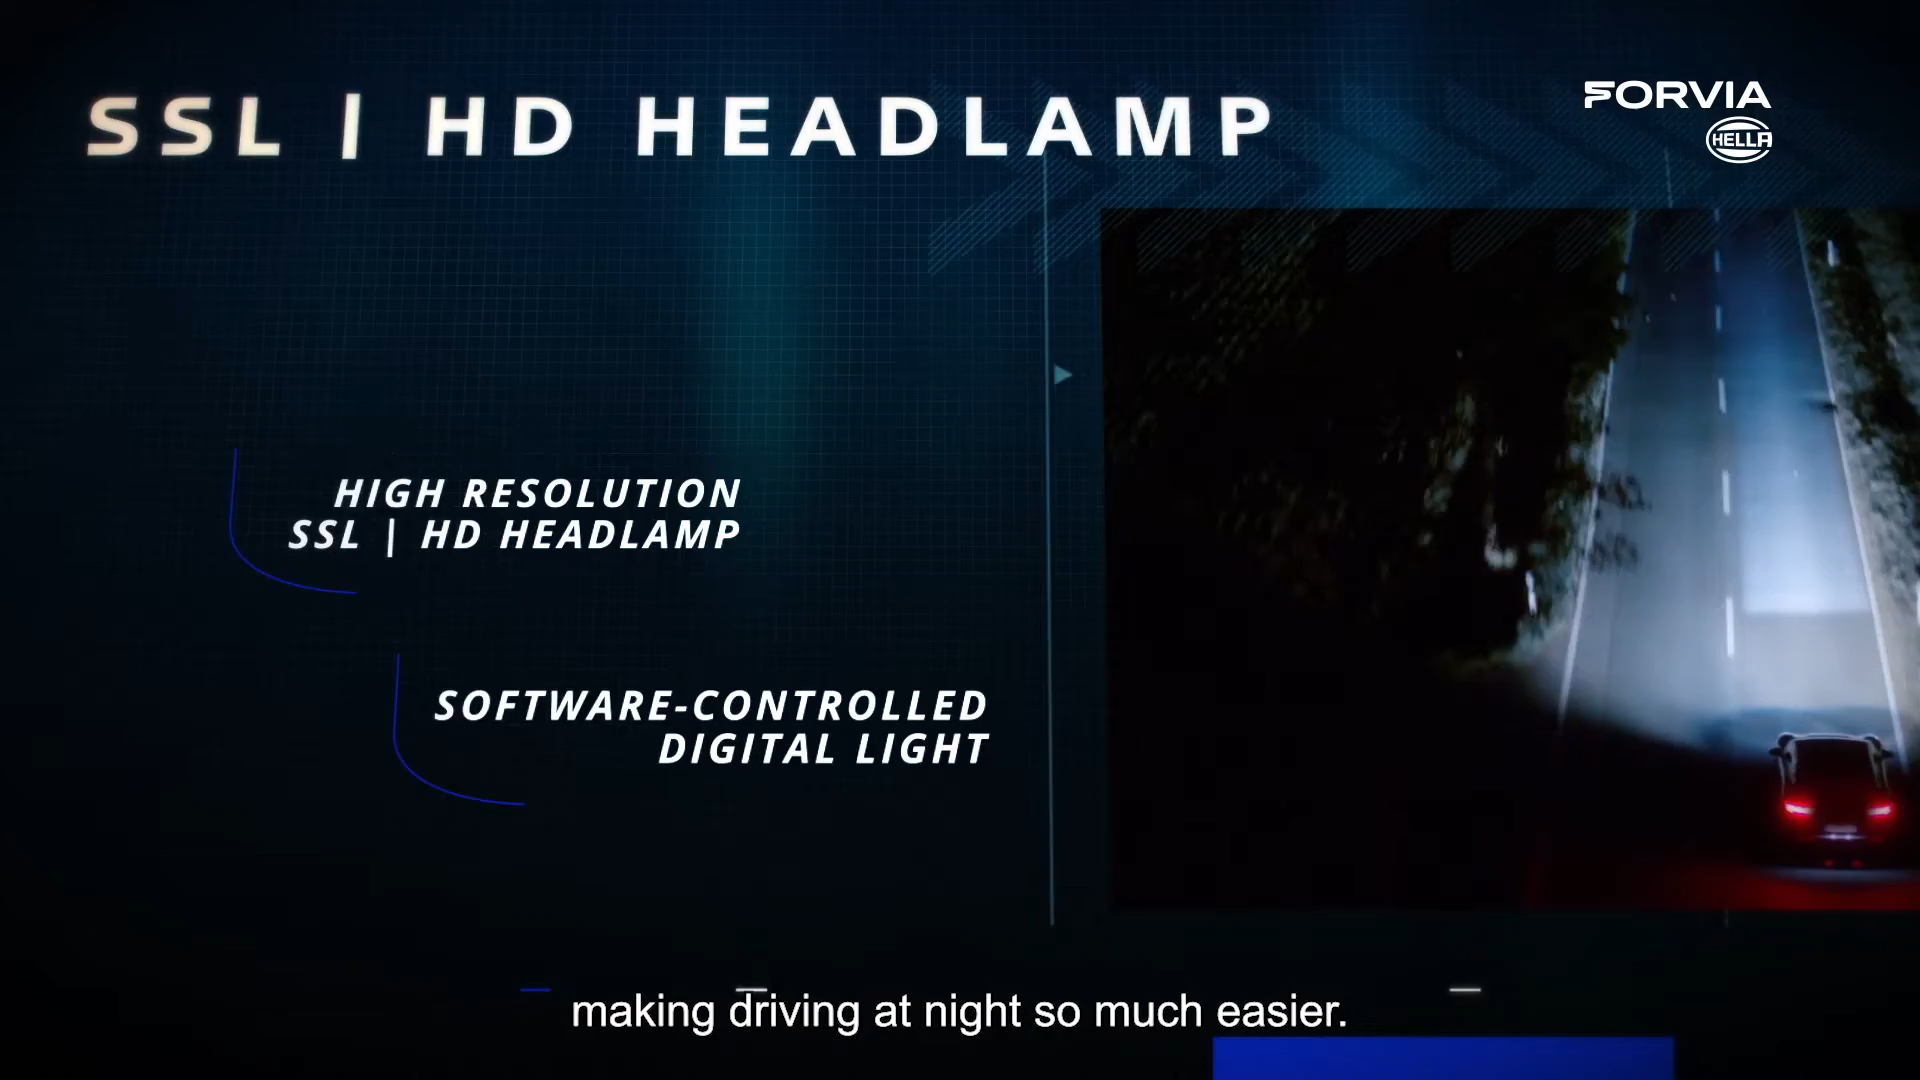 SSL | HD HEADLAMP
FORVIA
HELLA
HIGH RESOLUTION
SSL | HD HEADLAMP
SOFTWARE-CONTROLLED
DIGITAL LIGHT
making driving at night so much easier.